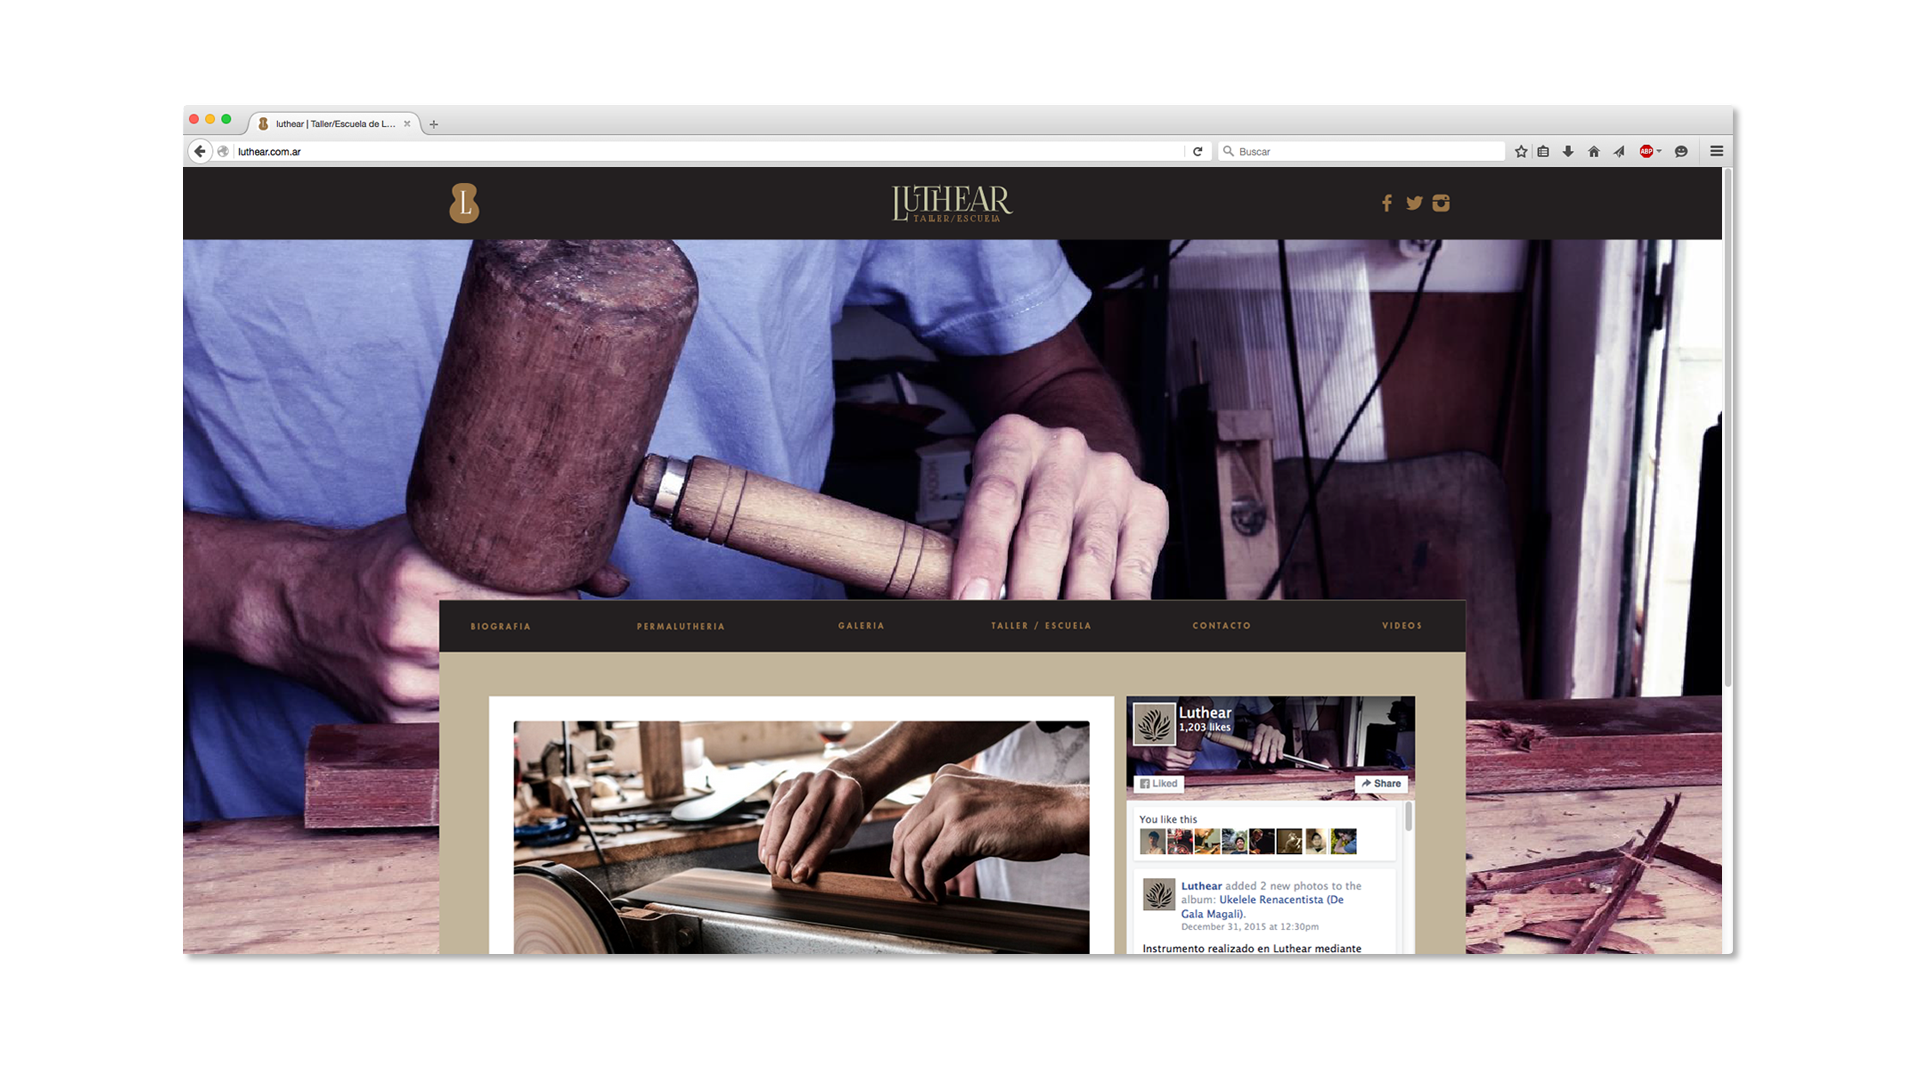 luthear | Taller/Escuela de L...
luthear.com.ar
Buscar
ABP
L
LUTHEAR
TALLER/ESCUELA
BIOGRAFIA
PERMALUTHERIA
GALERIA
TALLER / ESCUELA
CONTACTO
VIDEOS
Luthear
1,203 likes
Liked
Share
You like this
Luthear added 2 new photos to the
album: Ukelele Renacentista (De
Gala Magali).
December 31, 2015 at 12:30pm
Instrumento realizado en Luthear mediante